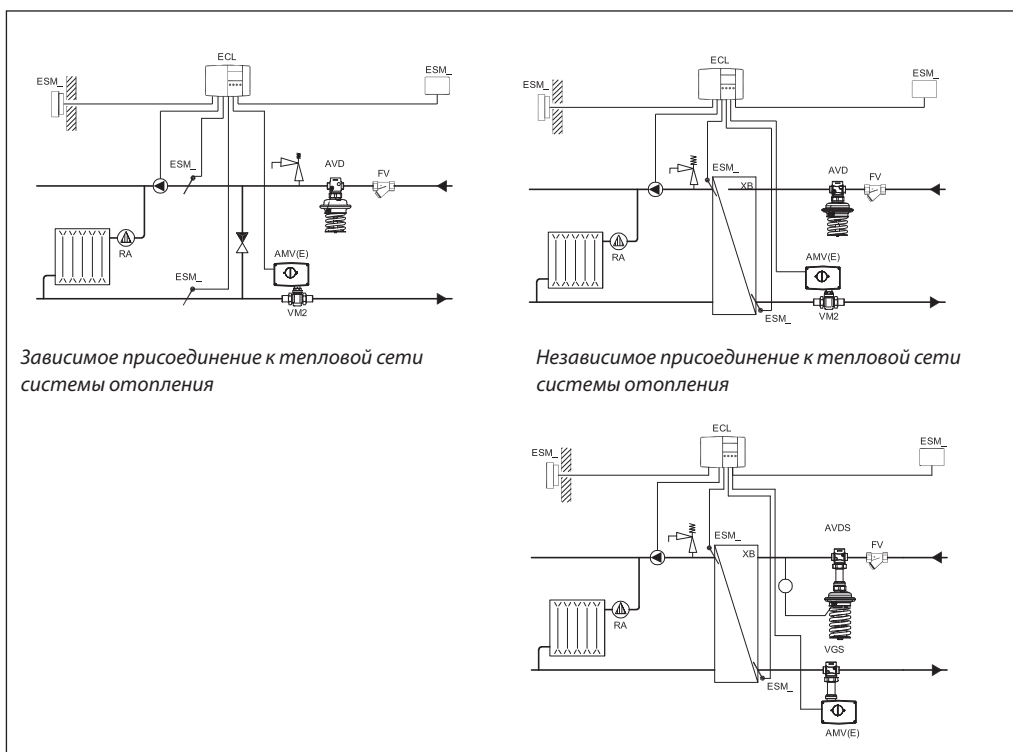 ECL
ESM_
ESM_
ESM_
AVD
FV
RA
AMV(E)
ESM_
VM2
Зависимое присоединение к тепловой сети
системы отопления
ECL
ESM_
ESM_
ESM_
XB
AVD
FV
RA
AMV(E)
ESM_
VM2
Независимое присоединение к тепловой сети
системы отопления
ECL
ESM_
ESM_
ESM_
XB
AVDS
FV
RA
VGS
ESM_
AMV(E)